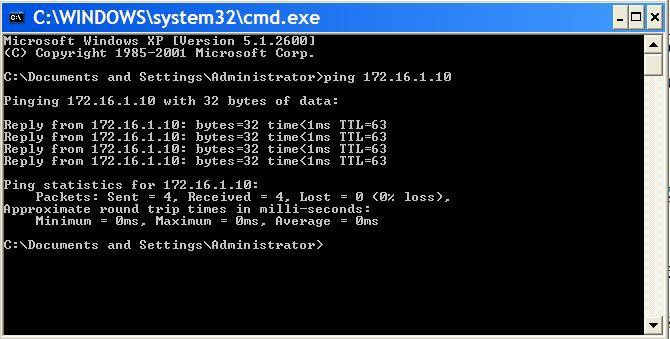 C:\WINDOWS\system32\cmd.exe
Microsoft Windows XP [Version 5.1.2600]
(C) Copyright 1985-2001 Microsoft Corp.
C:\Documents and Settings\Administrator>ping 172.16.1.10
Pinging 172.16.1.10 with 32 bytes of data:
Reply from 172.16.1.10: bytes=32 time<1ms TTL=63
Reply from 172.16.1.10: bytes=32 time<1ms TTL=63
Reply from 172.16.1.10: bytes=32 time<1ms TTL=63
Reply from 172.16.1.10: bytes=32 time<1ms TTL=63
Ping statistics for 172.16.1.10:
Packets: Sent = 4, Received = 4, Lost = 0 (0% loss),
Approximate round trip times in milli-seconds:
Minimum = 0ms, Maximum = 0ms, Average = 0ms
C:\Documents and Settings\Administrator>